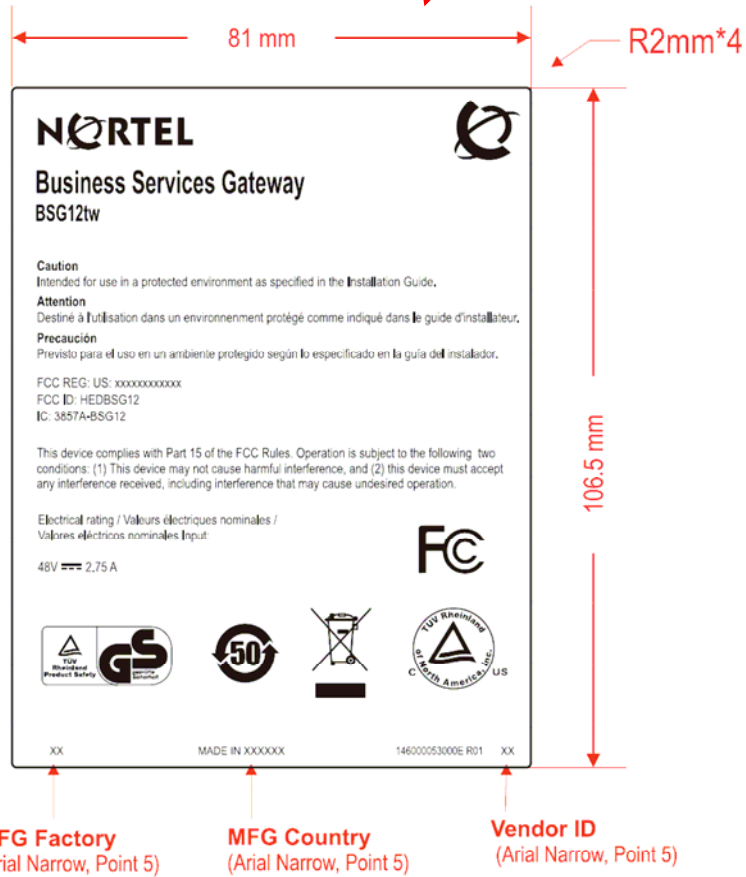 81 mm
R2mm*4
NORTEL
Business Services Gateway
BSG12tw
Caution
Intended for use in a protected environment as specified in the Installation Guide.
Attention
Destiné à l'utilisation dans un environnenment protégé comme indiqué dans le guide d'installateur.
Precaución
Previsto para el uso en un ambiente protegido según lo especificado en la guía del instalador.
FCC REG: US: xxxxxxxxxxxx
FCC ID: HEDBSG12
IC: 3857A-BSG12
This device complies with Part 15 of the FCC Rules. Operation is subject to the following two
conditions: (1) This device may not cause harmful interference, and (2) this device must accept
any interference received, including interference that may cause undesired operation.
Electrical rating / Valeurs électriques nominales /
Valores eléctricos nominales Input:
48V 2.75 A
FC
106.5 mm
TÜV
Rheinland
Product Safety
GS
geprüfte
Sicherheit
50
TÜV Rheinland
of North America, Inc.
C US
XX MADE IN XXXXXX 146000053000E R01 XX
FG Factory
rial Narrow, Point 5)
MFG Country
(Arial Narrow, Point 5)
Vendor ID
(Arial Narrow, Point 5)